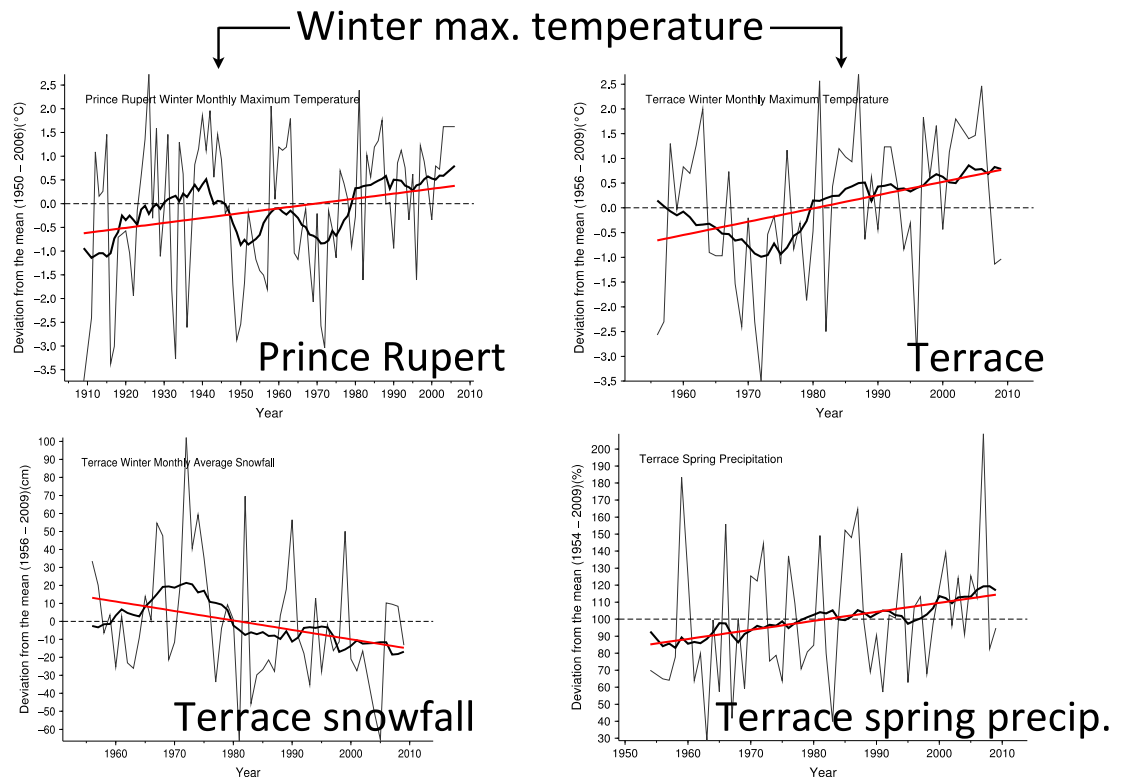 Winter max. temperature
Prince Rupert Winter Monthly Maximum Temperature
Deviation from the mean (1950 – 2006)(°C)
2.5
2.0
1.5
1.0
0.5
0.0
−0.5
−1.0
−1.5
−2.0
−2.5
−3.0
−3.5
Prince Rupert
1910 1920 1930 1940 1950 1960 1970 1980 1990 2000 2010
Year
Terrace Winter Monthly Maximum Temperature
Deviation from the mean (1956 – 2009)(°C)
2.5
2.0
1.5
1.0
0.5
0.0
−0.5
−1.0
−1.5
−2.0
−2.5
−3.0
−3.5
Terrace
1960 1970 1980 1990 2000 2010
Year
Terrace Winter Monthly Average Snowfall
Deviation from the mean (1956 – 2009)(cm)
100
90
80
70
60
50
40
30
20
10
0
−10
−20
−30
−40
−50
−60
Terrace snowfall
1960 1970 1980 1990 2000 2010
Year
Terrace Spring Precipitation
Deviation from the mean (1954 – 2009)(%)
200
190
180
170
160
150
140
130
120
110
100
90
80
70
60
50
40
30
Terrace spring precip.
1950 1960 1970 1980 1990 2000 2010
Year